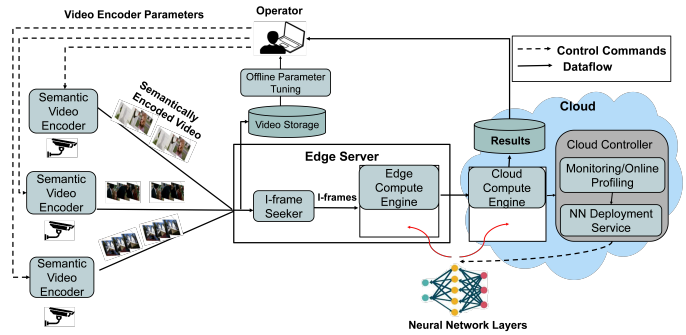 Video Encoder Parameters
Operator
Control Commands
Dataflow
Offline Parameter
Tuning
Semantic
Video
Encoder
Semantically
Encoded Video
Video Storage
Cloud
Results
Cloud Controller
Monitoring/Online
Profiling
NN Deployment
Service
Edge Server
Semantic
Video
Encoder
I-frame
Seeker
I-frames
Edge
Compute
Engine
Cloud
Compute
Engine
Semantic
Video
Encoder
Neural Network Layers